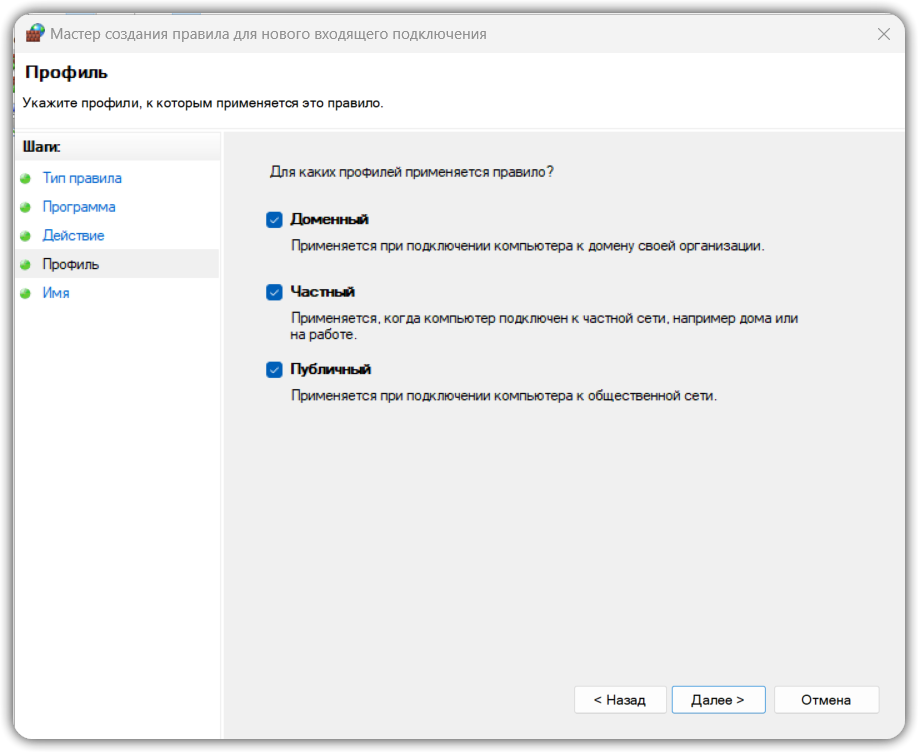 Мастер создания правила для нового входящего подключения
Профиль
Укажите профили, к которым применяется это правило.
Шаги:
Тип правила
Программа
Действие
Профиль
Имя
Для каких профилей применяется правило?
Доменный
Применяется при подключении компьютера к домену своей организации.
Частный
Применяется, когда компьютер подключен к частной сети, например дома или
на работе.
Публичный
Применяется при подключении компьютера к общественной сети.
< Назад
Далее >
Отмена